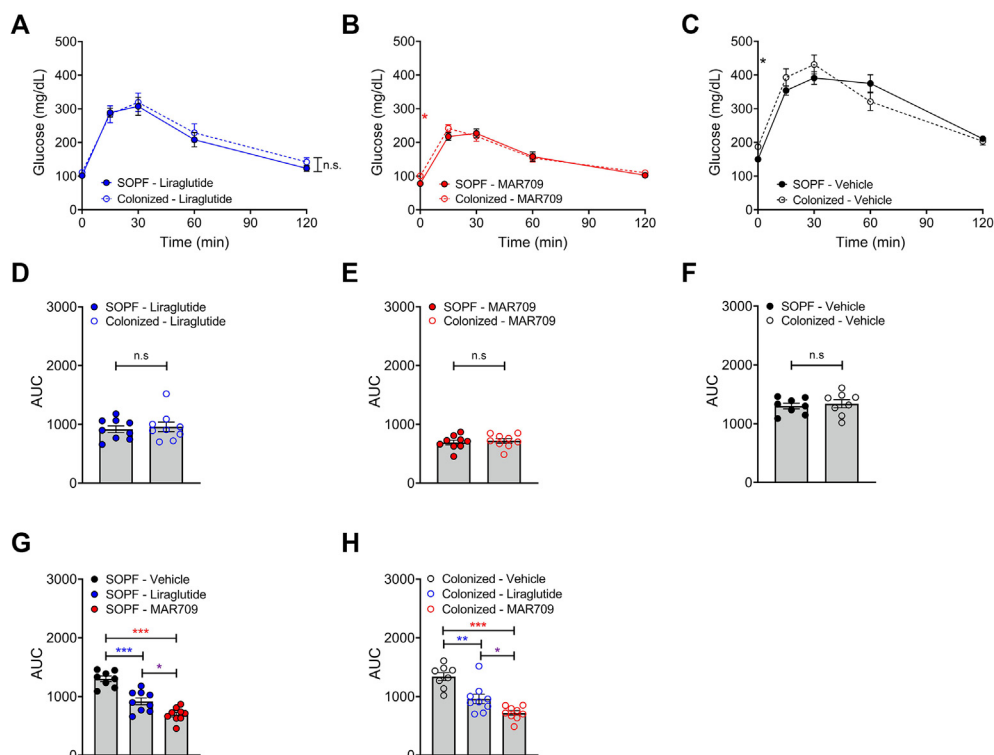 A
500
400
300
200
100
0
Glucose (mg/dL)
n.s.
SOPF - Liraglutide
Colonized - Liraglutide
0 30 60 90 120
Time (min)
B
500
400
300
200
100
0
Glucose (mg/dL)
*
SOPF - MAR709
Colonized - MAR709
0 30 60 90 120
Time (min)
C
500
400
300
200
100
0
Glucose (mg/dL)
*
SOPF - Vehicle
Colonized - Vehicle
0 30 60 90 120
Time (min)
D
SOPF - Liraglutide
Colonized - Liraglutide
3000
2000
1000
0
AUC
n.s
E
SOPF - MAR709
Colonized - MAR709
3000
2000
1000
0
AUC
n.s
F
SOPF - Vehicle
Colonized - Vehicle
3000
2000
1000
0
AUC
n.s
G
SOPF - Vehicle
SOPF - Liraglutide
SOPF - MAR709
3000
2000
1000
0
AUC
***
***
*
H
Colonized - Vehicle
Colonized - Liraglutide
Colonized - MAR709
3000
2000
1000
0
AUC
***
**
*